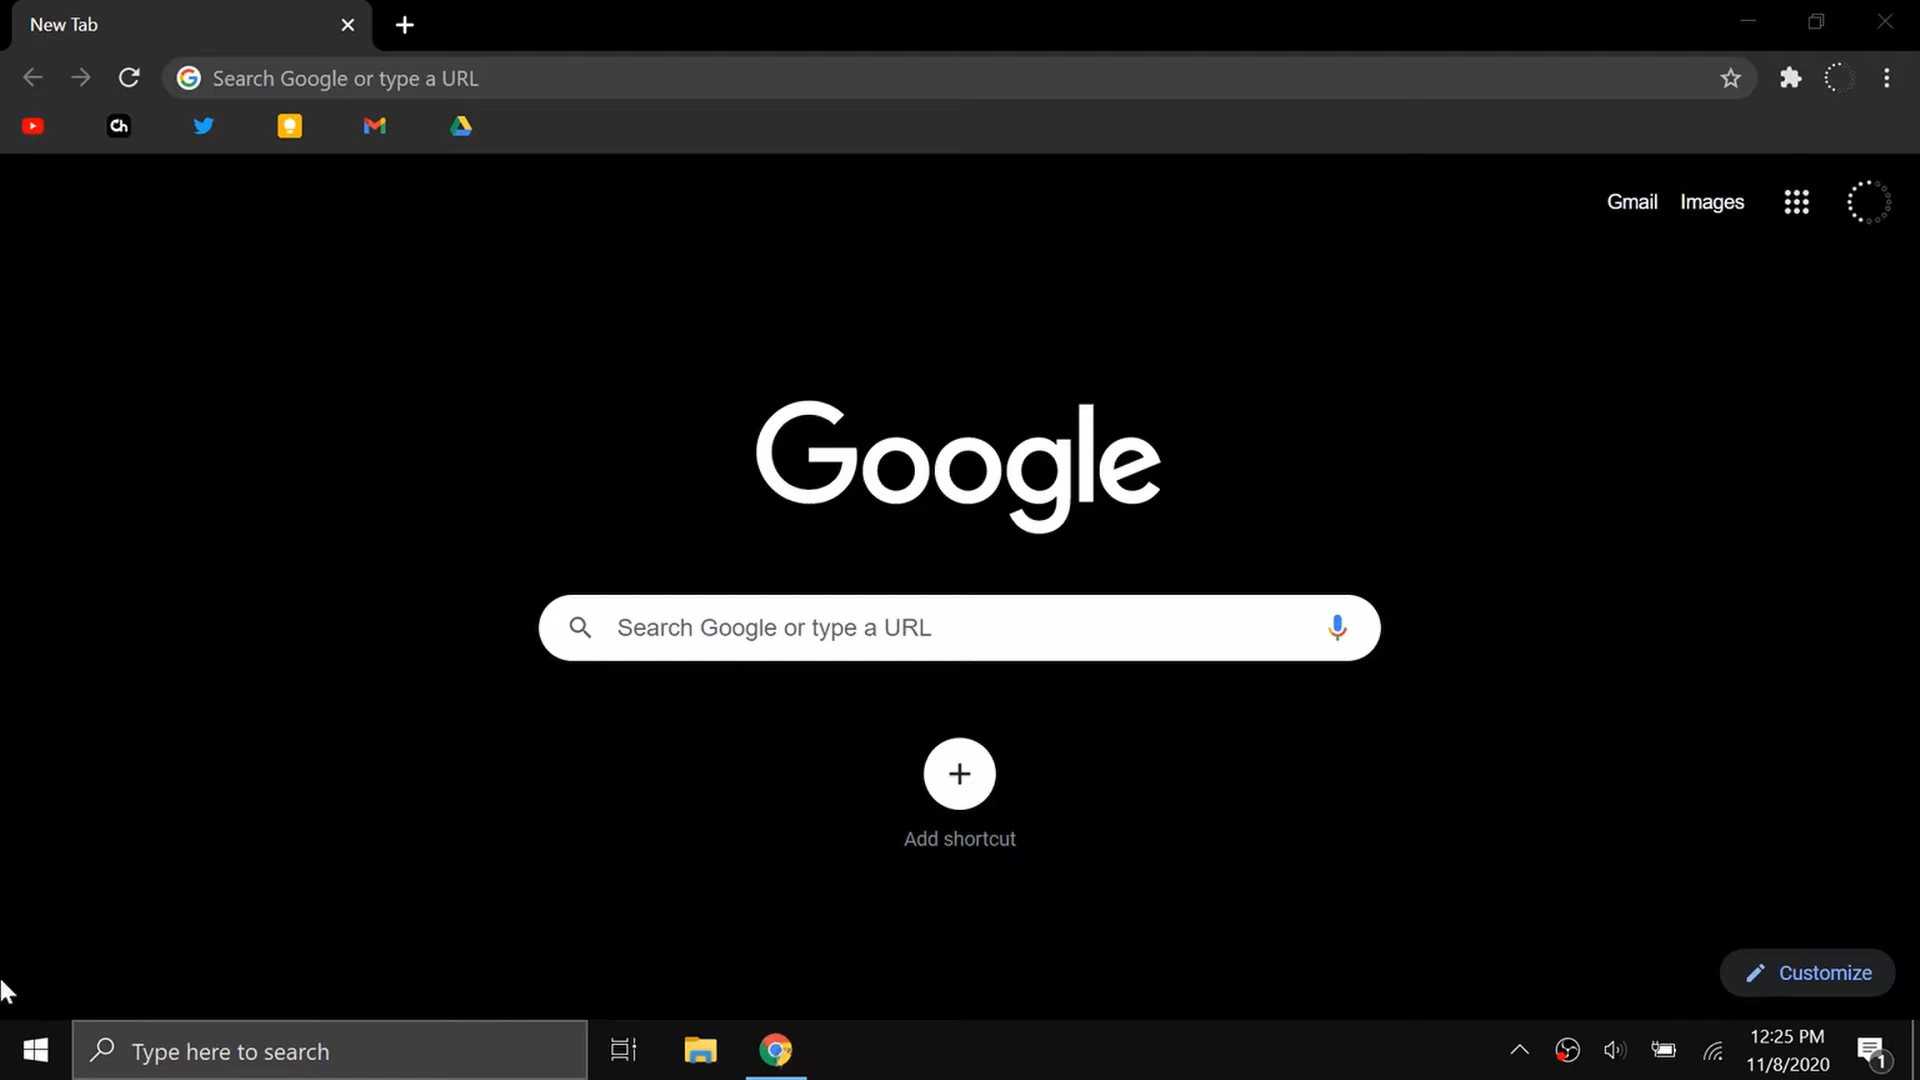 New Tab
Search Google or type a URL
Ch
Gmail Images
Google
Search Google or type a URL
Add shortcut
Customize
Type here to search
12:25 PM
11/8/2020
1